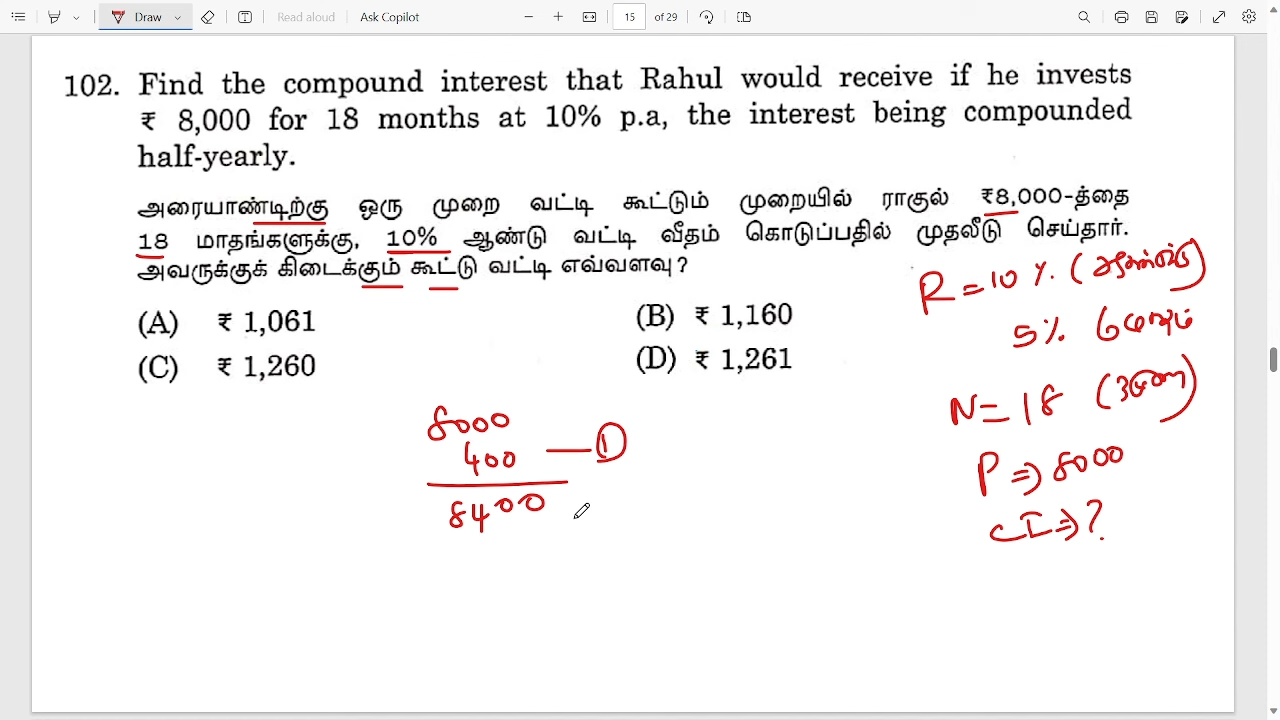 Draw
Read aloud
Ask Copilot
15
of 29
102. Find the compound interest that Rahul would receive if he invests
₹ 8,000 for 18 months at 10% p.a, the interest being compounded
half-yearly.
அரையாண்டிற்கு ஒரு முறை வட்டி கூட்டும் முறையில் ராகுல் ₹8,000-த்தை
18 மாதங்களுக்கு, 10% ஆண்டு வட்டி வீதம் கொடுப்பதில் முதலீடு செய்தார்.
அவருக்குக் கிடைக்கும் கூட்டு வட்டி எவ்வளவு?
(A) ₹ 1,061
(B) ₹ 1,160
(C) ₹ 1,260
(D) ₹ 1,261
R = 10 %.
5%
N = 18
P ⇒ 8000
CI ⇒ ?
8000
400 — 1
8400